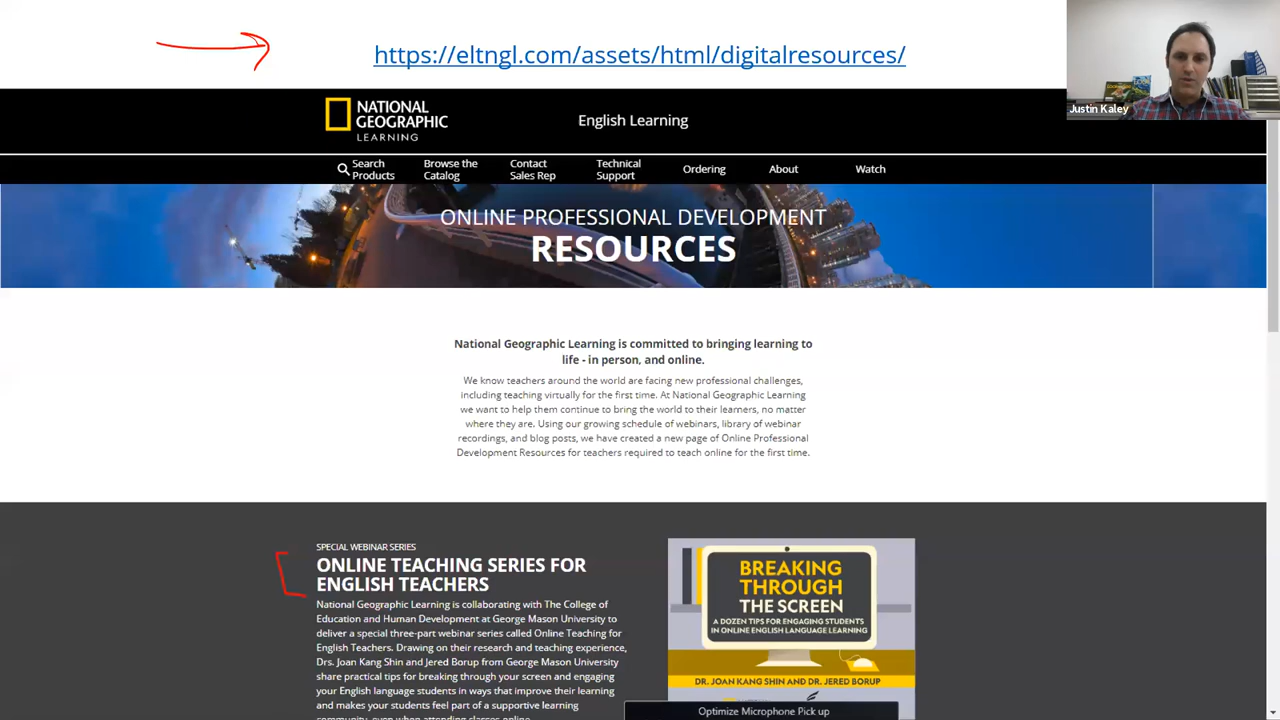 https://eltngl.com/assets/html/digitalresources/
Justin Kaley
NATIONAL
GEOGRAPHIC
LEARNING
English Learning
Search
Products
Browse the
Catalog
Contact
Sales Rep
Technical
Support
Ordering
About
Watch
ONLINE PROFESSIONAL DEVELOPMENT
RESOURCES
National Geographic Learning is committed to bringing learning to
life - in person, and online.
We know teachers around the world are facing new professional challenges,
including teaching virtually for the first time. At National Geographic Learning
we want to help them continue to bring the world to their learners, no matter
where they are. Using our growing schedule of webinars, library of webinar
recordings, and blog posts, we have created a new page of Online Professional
Development Resources for teachers required to teach online for the first time.
SPECIAL WEBINAR SERIES
ONLINE TEACHING SERIES FOR
ENGLISH TEACHERS
National Geographic Learning is collaborating with The College of
Education and Human Development at George Mason University to
deliver a special three-part webinar series called Online Teaching for
English Teachers. Drawing on their research and teaching experience,
Drs. Joan Kang Shin and Jered Borup from George Mason University
share practical tips for breaking through your screen and engaging
your English language students in ways that improve their learning
and makes your students feel part of a supportive learning
community, even when attending classes online.
BREAKING
THROUGH
THE SCREEN
A DOZEN TIPS FOR ENGAGING STUDENTS
IN ONLINE ENGLISH LANGUAGE LEARNING
DR. JOAN KANG SHIN AND DR. JERED BORUP
Optimize Microphone Pick up